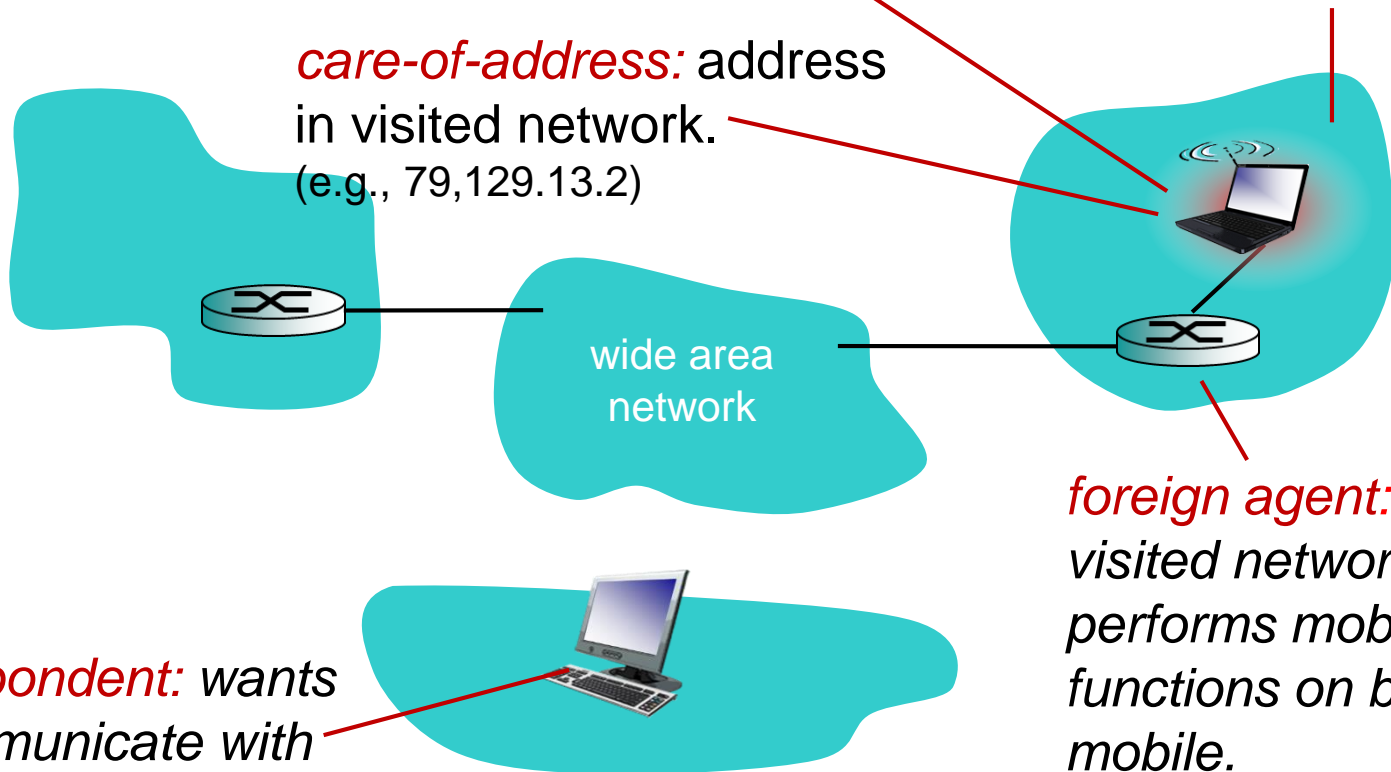 care-of-address: address
in visited network.
(e.g., 79,129.13.2)
wide area
network
foreign agent:
visited networ
performs mob
functions on b
mobile.
pondent: wants
municate with